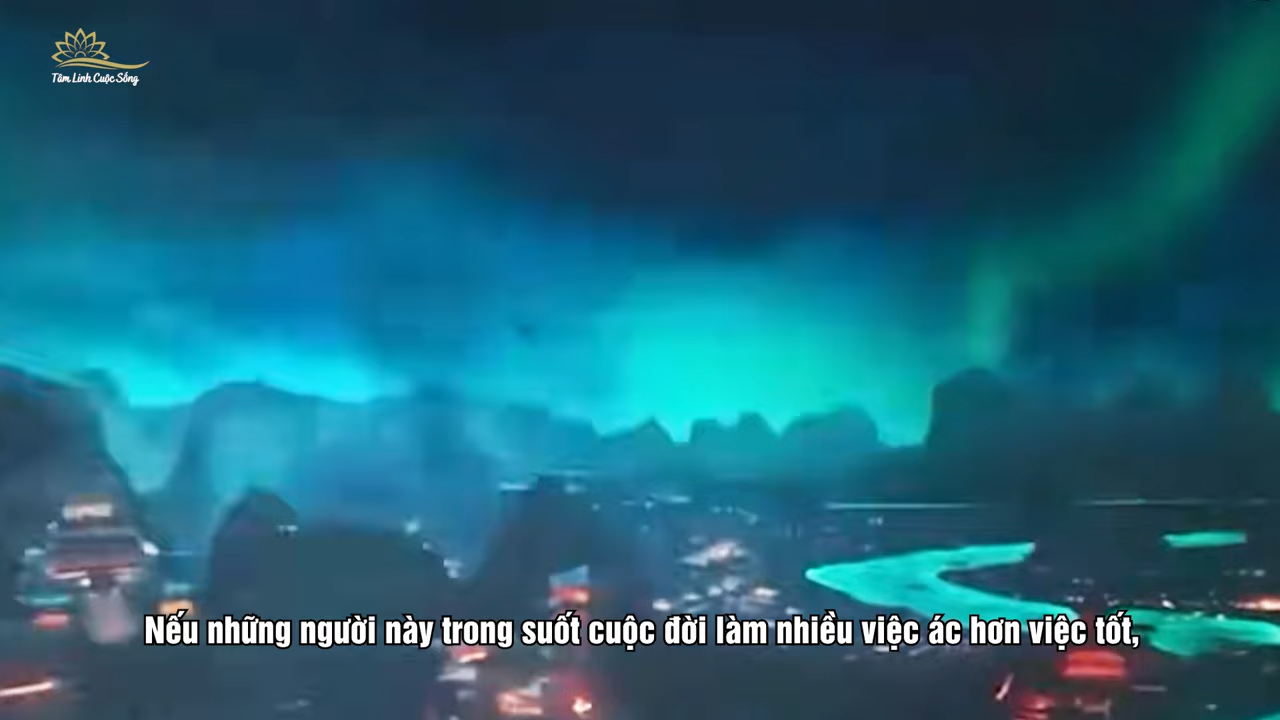 Tâm Linh Cuộc Sống
Nếu những người này trong suốt cuộc đời làm nhiều việc ác hơn việc tốt,